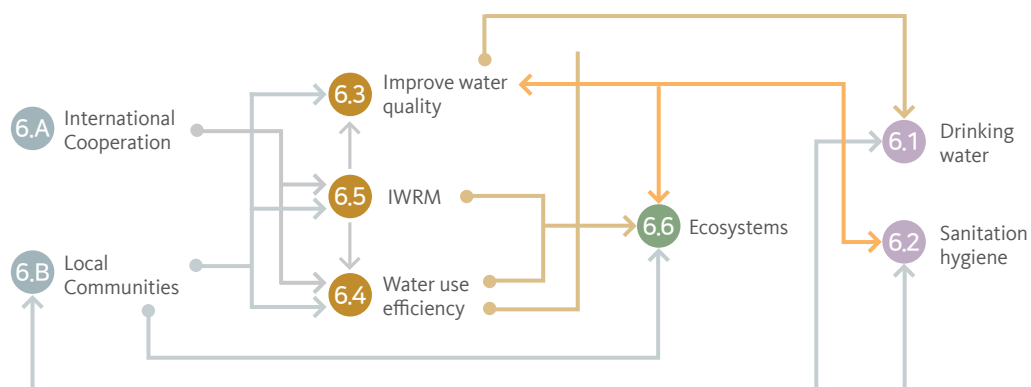 6.A
International
Cooperation
6.B
Local
Communities
6.3
Improve water
quality
6.5
IWRM
6.4
Water use
efficiency
6.6
Ecosystems
6.1
Drinking
water
6.2
Sanitation
hygiene